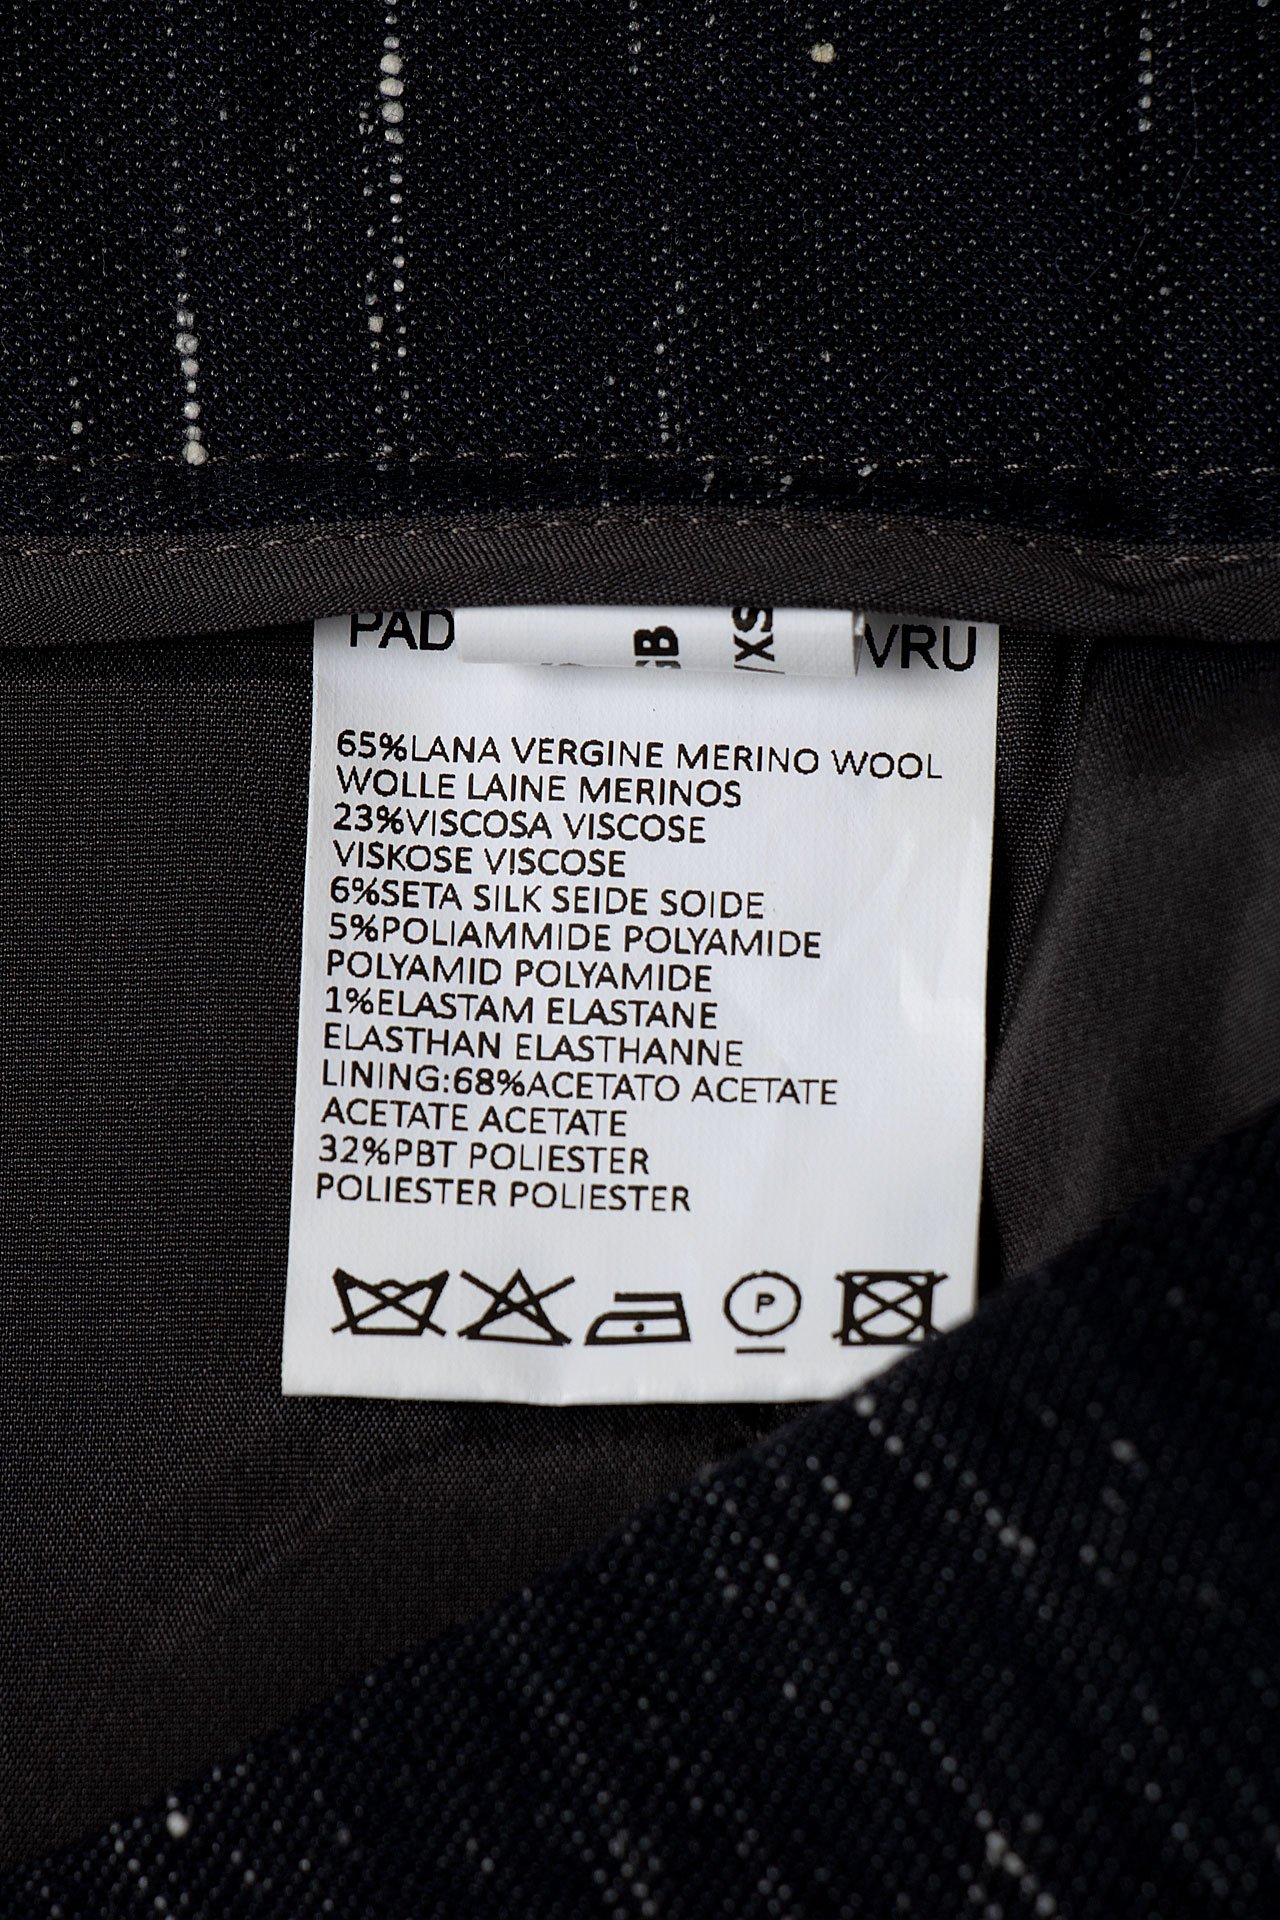 PAD
VRU
GB
/XS
65%LANA VERGINE MERINO WOOL
WOLLE LAINE MERINOS
23%VISCOSA VISCOSE
VISKOSE VISCOSE
6%SETA SILK SEIDE SOIDE
5%POLIAMMIDE POLYAMIDE
POLYAMID POLYAMIDE
1%ELASTAM ELASTANE
ELASTHAN ELASTHANNE
LINING:68%ACETATO ACETATE
ACETATE ACETATE
32%PBT POLIESTER
POLIESTER POLIESTER
P